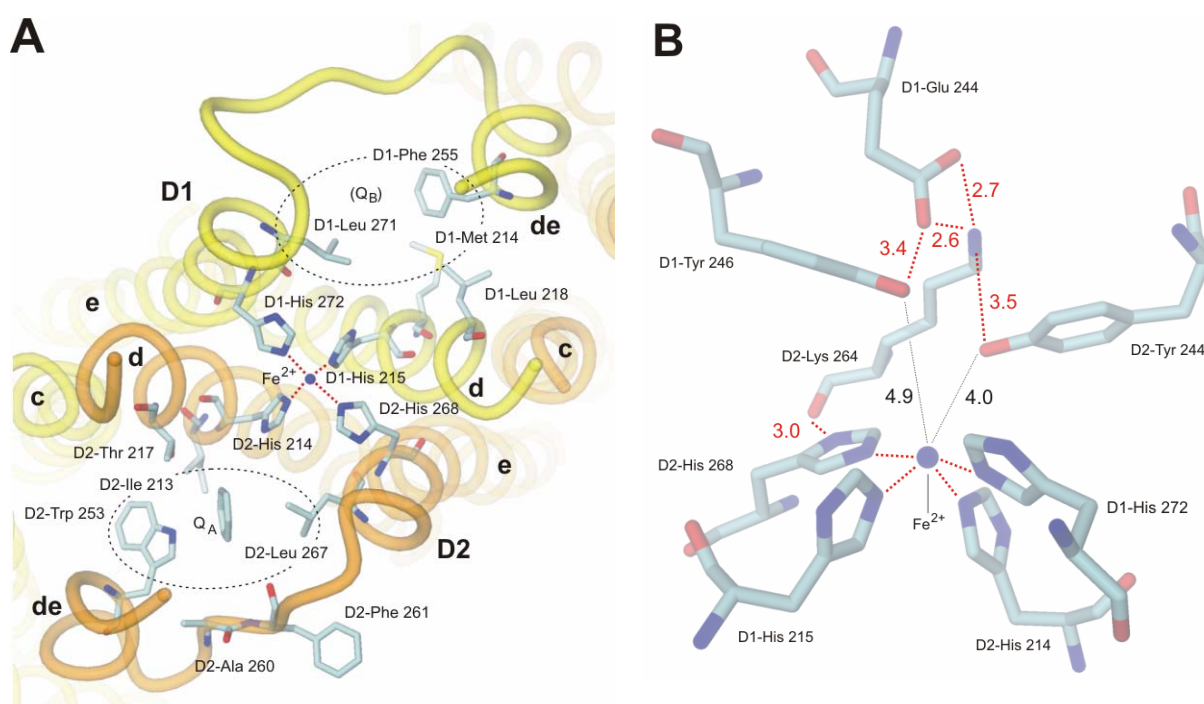 A
D1-Phe 255
D1
(QB)
D1-Leu 271
de
D1-Met 214
D1-His 272
D1-Leu 218
e
d
Fe2+
D1-His 215
c
c
d
D2-His 268
D2-His 214
D2-Thr 217
e
D2-Ile 213
D2-Trp 253
QA
D2-Leu 267
D2
de
D2-Phe 261
D2-Ala 260
B
D1-Glu 244
2.7
3.4
2.6
D1-Tyr 246
3.5
D2-Lys 264
D2-Tyr 244
4.9
4.0
3.0
D2-His 268
D1-His 272
Fe2+
D1-His 215
D2-His 214